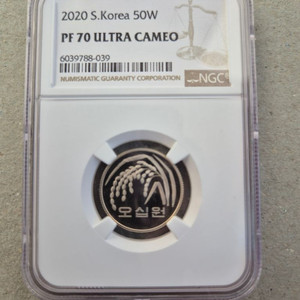 2020 S.Korea 50W
PF 70 ULTRA CAMEO
6039788-039
NUMISMATIC GUARANTY CORPORATION
NGC
오십원